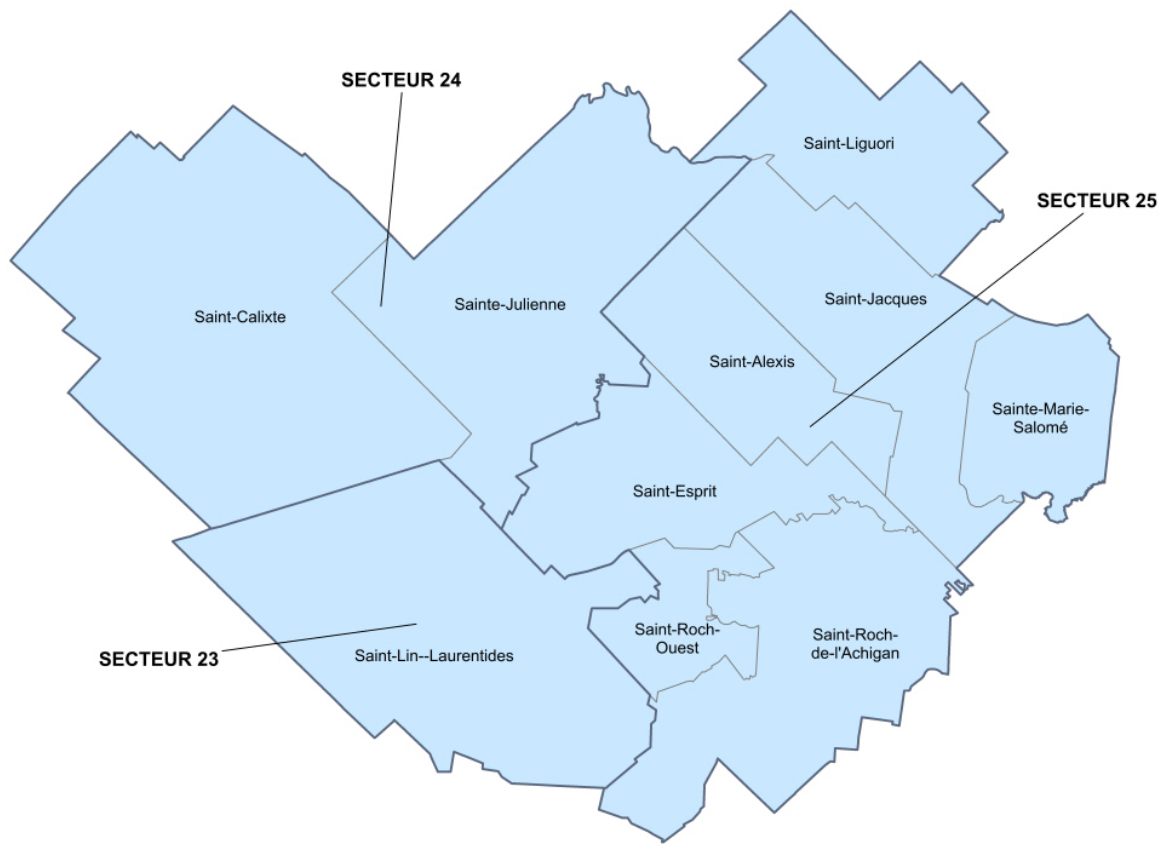 SECTEUR 24
Saint-Liguori
SECTEUR 25
Saint-Jacques
Sainte-Julienne
Saint-Calixte
Saint-Alexis
Sainte-Marie-
Salomé
Saint-Esprit
Saint-Roch-
Ouest
Saint-Roch-
de-l'Achigan
SECTEUR 23
Saint-Lin--Laurentides